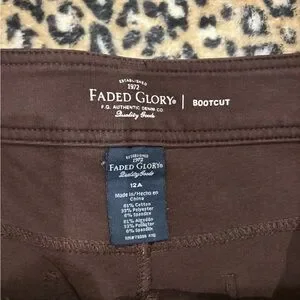 ESTABLISHED
1972
FADED GLORY® | BOOTCUT
F.G. AUTHENTIC DENIM CO.
Quality Goods
ESTABLISHED
1972
FADED GLORY®
Quality Goods
12A
Made in/Hecho en
China
61% Cotton
33% Polyester
6% Spandex
61% Algodón
33% Poliéster
6% Spandex